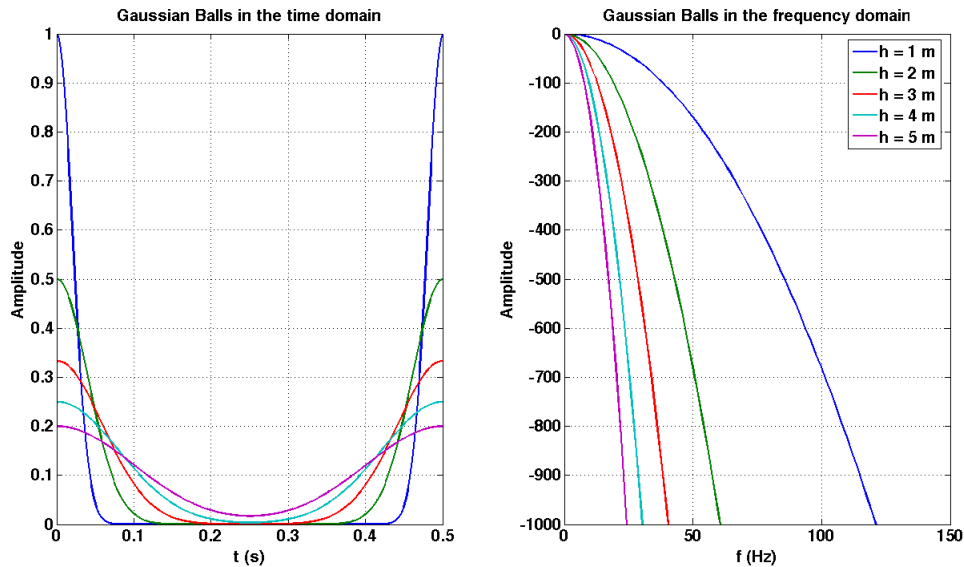 Gaussian Balls in the time domain
1
0.9
0.8
0.7
0.6
0.5
0.4
0.3
0.2
0.1
0
Amplitude
0
0.1
0.2
0.3
0.4
0.5
t (s)
Gaussian Balls in the frequency domain
0
-100
-200
-300
-400
-500
-600
-700
-800
-900
-1000
Amplitude
0
50
100
150
f (Hz)
h = 1 m
h = 2 m
h = 3 m
h = 4 m
h = 5 m